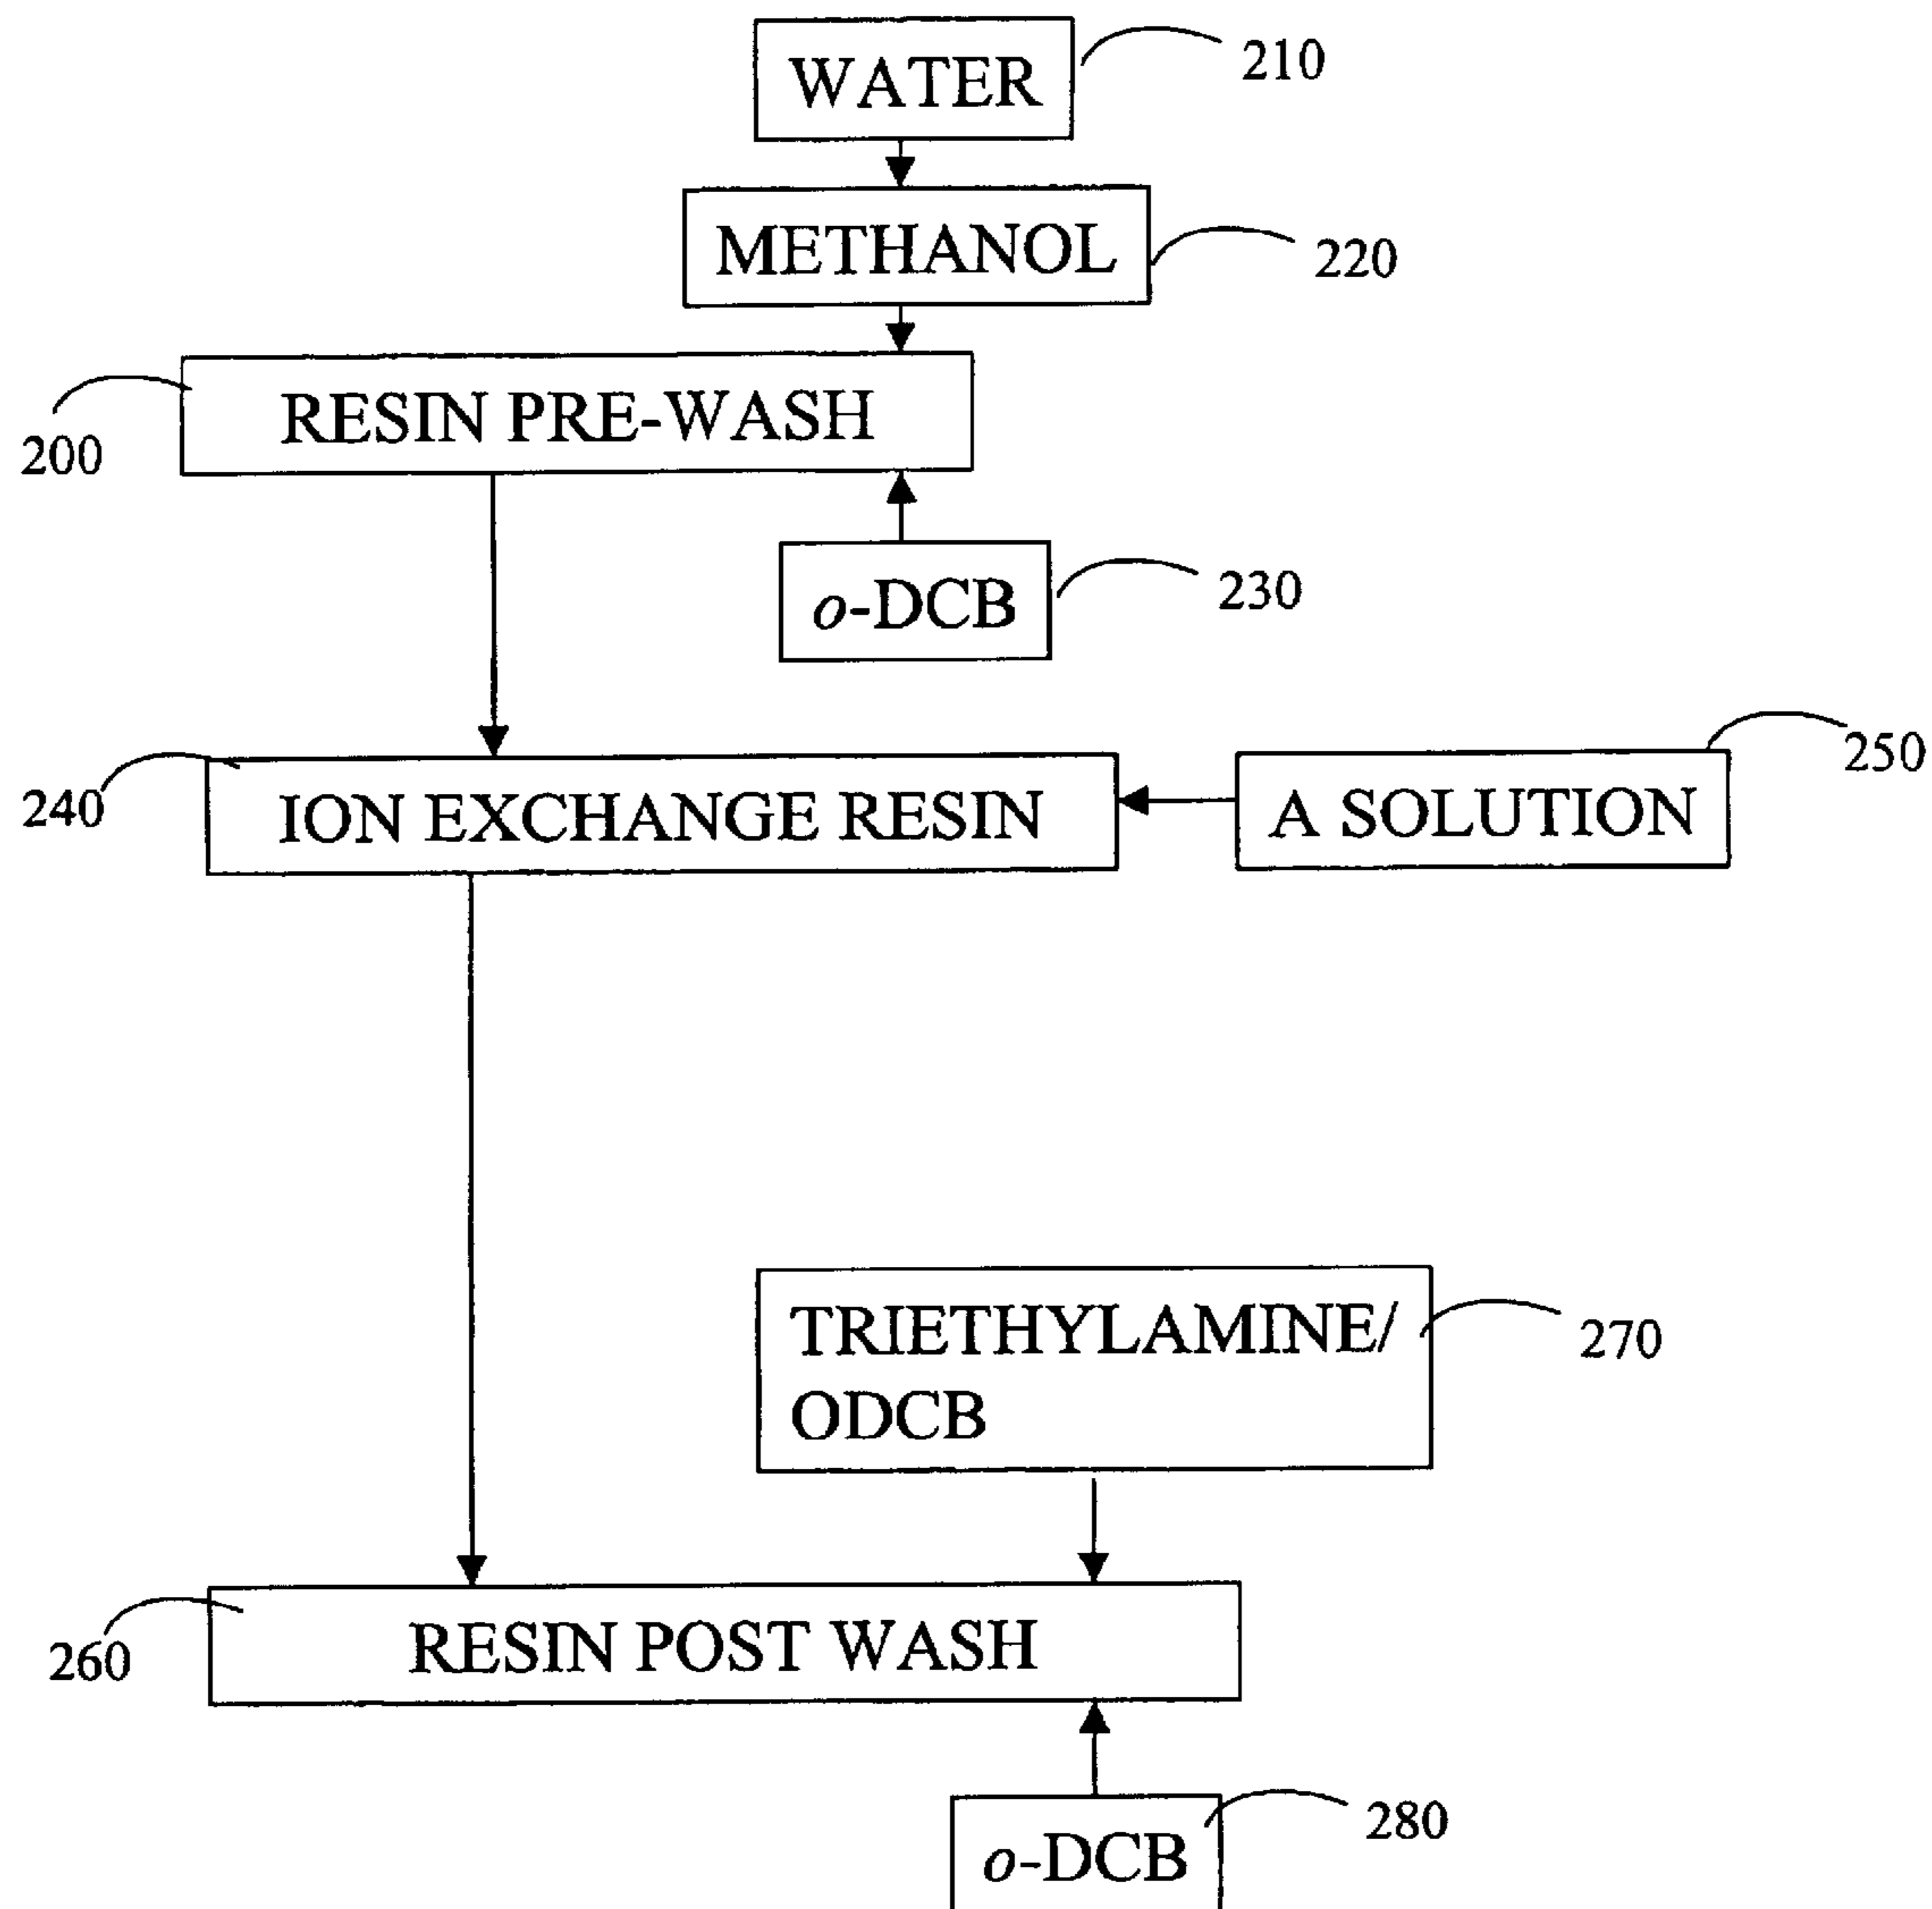 WATER
210
METHANOL
220
RESIN PRE-WASH
200
o-DCB
230
ION EXCHANGE RESIN
240
A SOLUTION
250
TRIETHYLAMINE/
ODCB
270
RESIN POST WASH
260
o-DCB
280